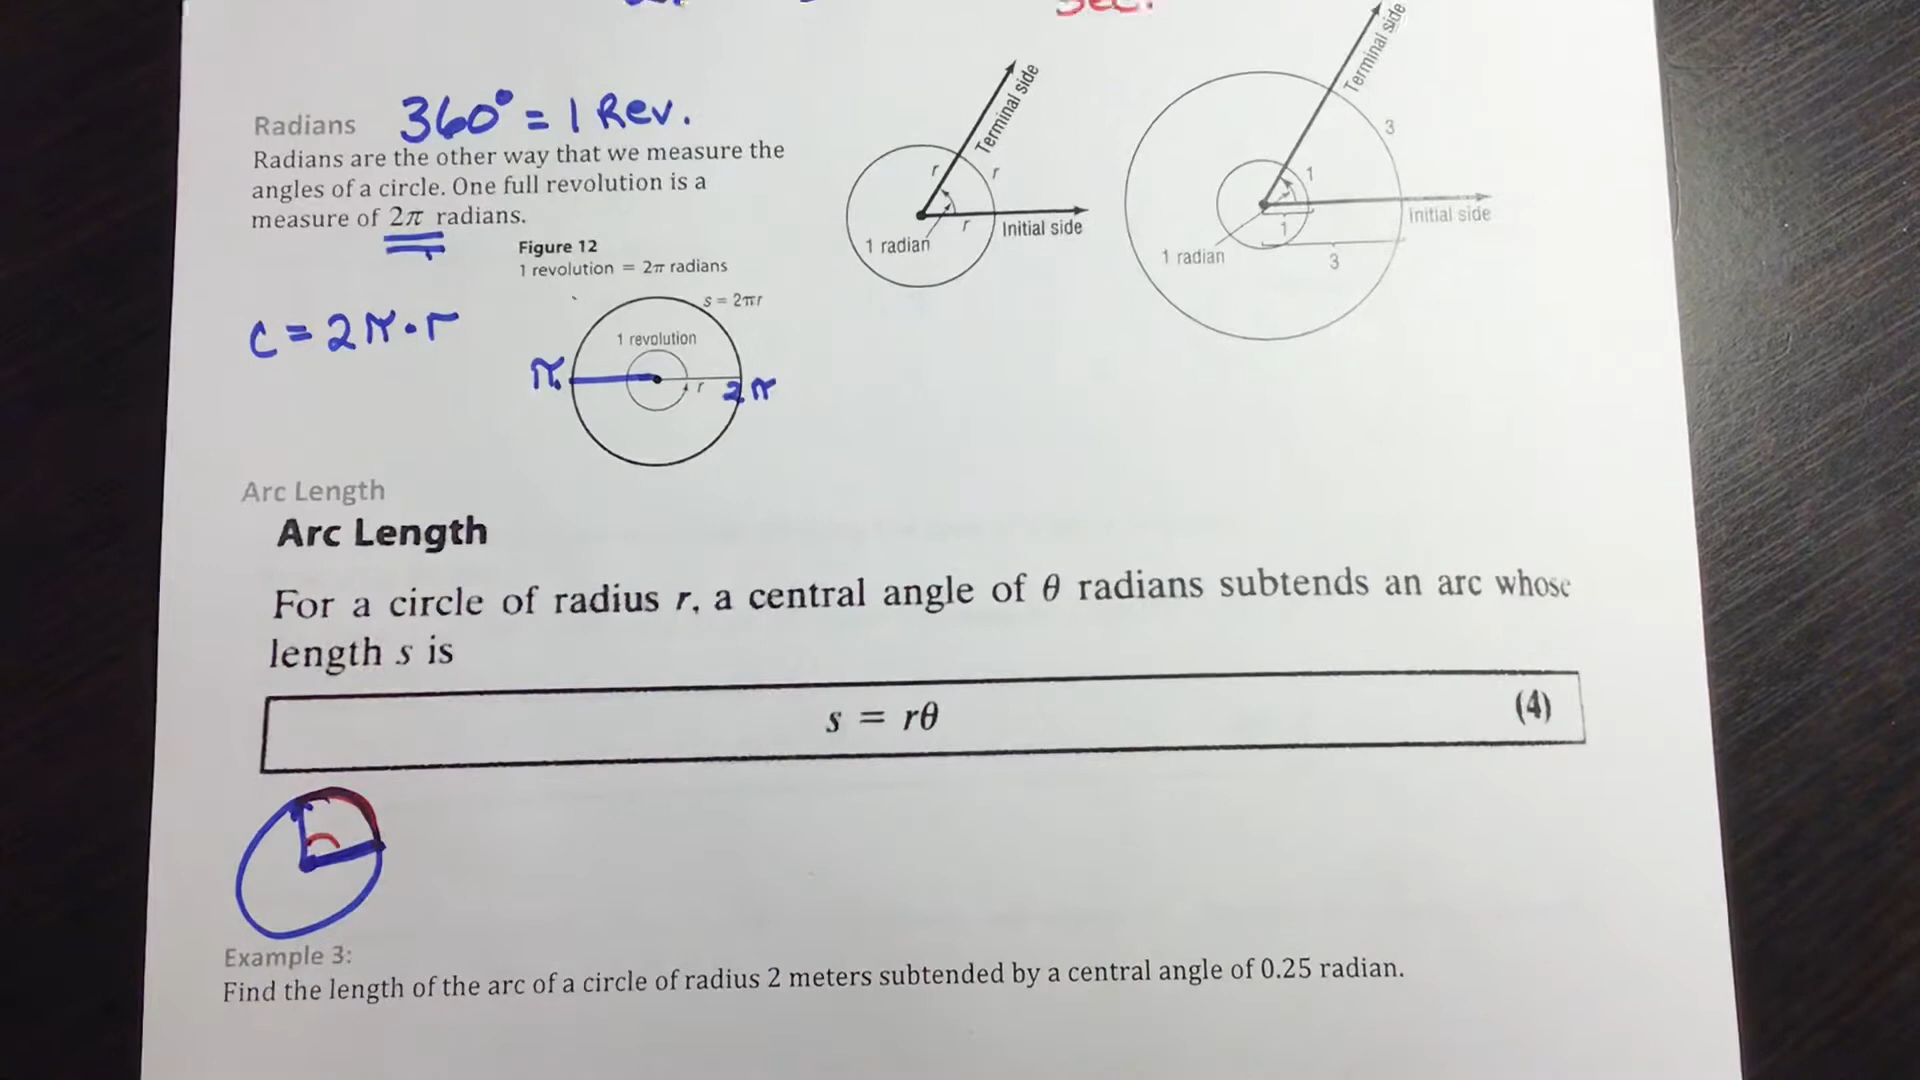 Sec.
Radians 360° = 1 Rev.
Radians are the other way that we measure the
angles of a circle. One full revolution is a
measure of 2π radians.
Figure 12
1 revolution = 2π radians
s = 2πr
1 revolution
r
π
2π
C = 2π · r
Terminal side
r
r
r
Initial side
1 radian
Terminal side
3
1
Initial side
1
1 radian
3
Arc Length
Arc Length
For a circle of radius r, a central angle of θ radians subtends an arc whose
length s is
s = rθ (4)
Example 3:
Find the length of the arc of a circle of radius 2 meters subtended by a central angle of 0.25 radian.